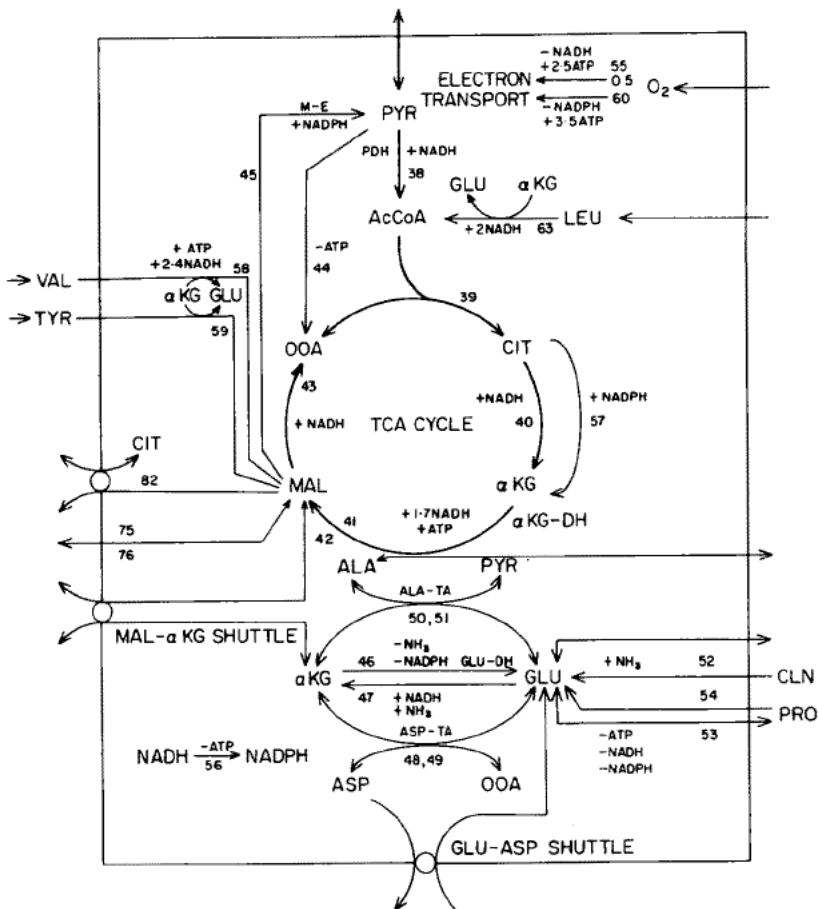 -NADH
+2·5ATP 55
ELECTRON 0·5 O₂
TRANSPORT 60
-NADPH
+3·5ATP
M-E PYR
+NADPH
PDH +NADH
45 38
GLU αKG
AcCoA LEU
+2NADH 63
-ATP
44
+ ATP
+2·4NADH
VAL 58
αKG GLU
TYR 59
39
OOA CIT
43
+NADH +NADPH
+NADH TCA CYCLE 40 57
CIT
82 MAL αKG
41 +1·7NADH αKG-DH
+ATP
75 42
76
ALA PYR
ALA-TA
50,51
MAL-αKG SHUTTLE
-NH₃
αKG 46 -NADPH GLU-DH GLU +NH₃ 52 CLN
47 +NADH 54
+NH₃ PRO
ASP-TA -ATP 53
-NADH
-NADPH
NADH -ATP NADPH
56
48,49
ASP OOA
GLU-ASP SHUTTLE